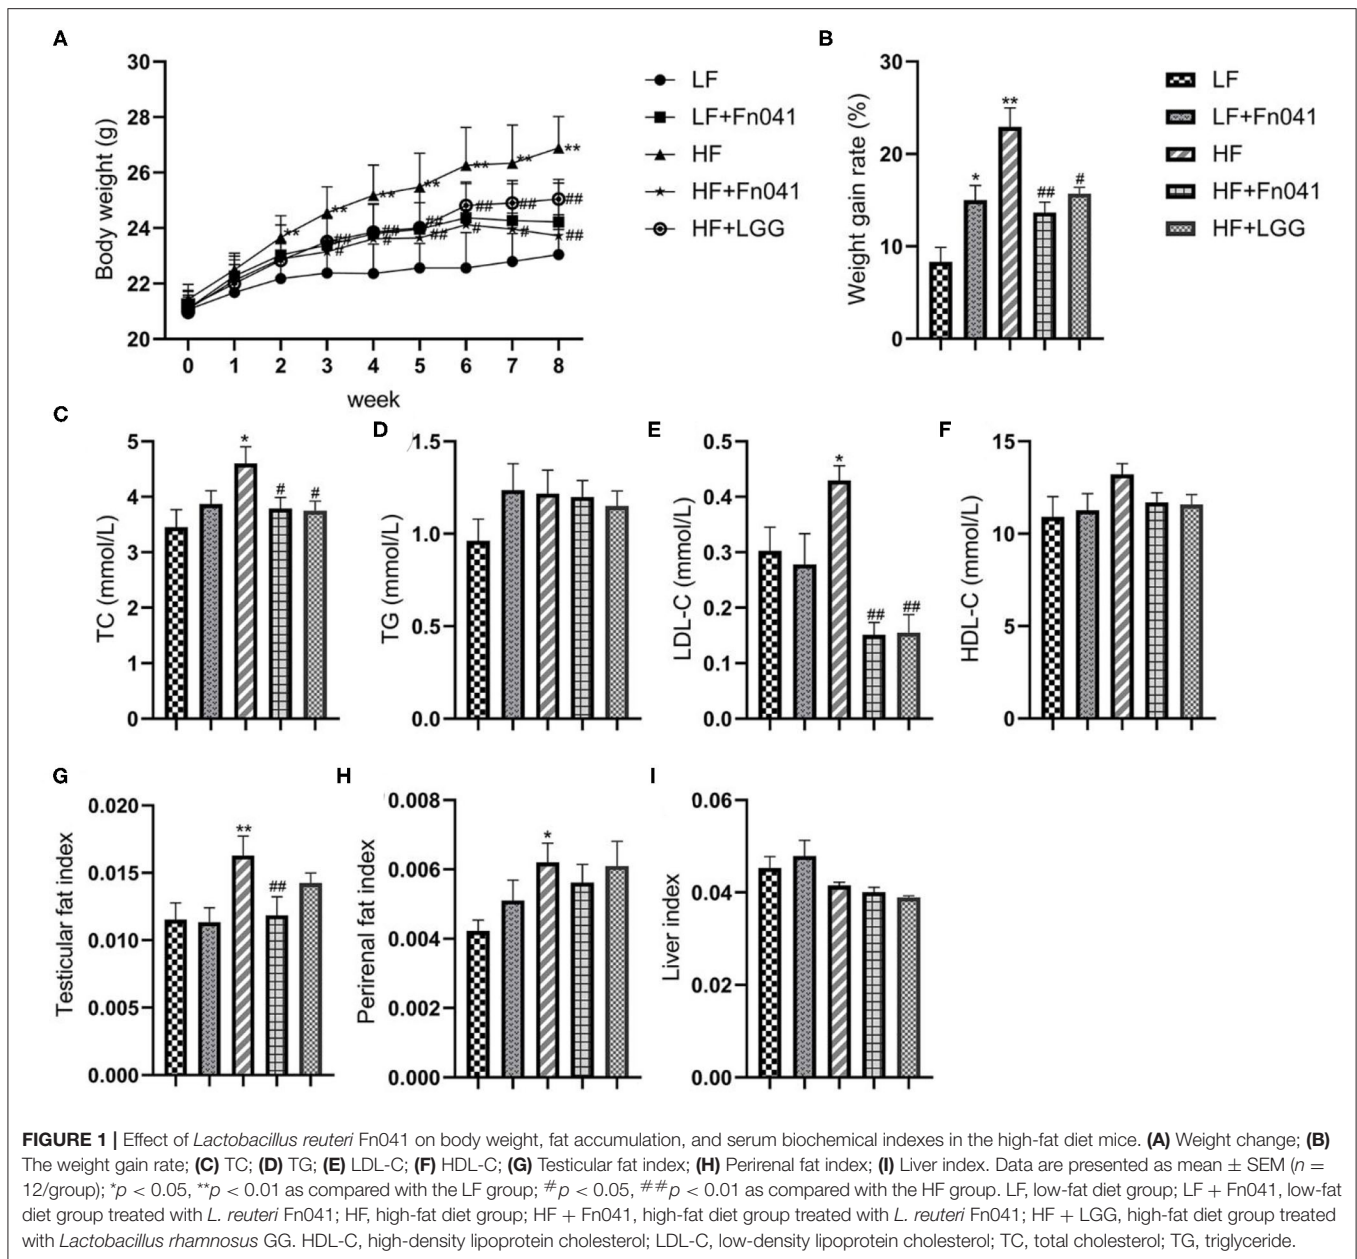 A
30
28
26
24
22
20
Body weight (g)
0 1 2 3 4 5 6 7 8
week
** ** ** ** ** ** **
## ## ## ## ## ##
# # ## # # ##
LF
LF+Fn041
HF
HF+Fn041
HF+LGG
B
30
20
10
0
Weight gain rate (%)
* ** ## #
LF
LF+Fn041
HF
HF+Fn041
HF+LGG
C
5
4
3
2
1
0
TC (mmol/L)
* # #
D
1.5
1.0
0.5
0.0
TG (mmol/L)
E
0.5
0.4
0.3
0.2
0.1
0.0
LDL-C (mmol/L)
* ## ##
F
15
10
5
0
HDL-C (mmol/L)
G
0.020
0.015
0.010
0.005
0.000
Testicular fat index
** ##
H
0.008
0.006
0.004
0.002
0.000
Perirenal fat index
*
I
0.06
0.04
0.02
0.00
Liver index
FIGURE 1 | Effect of Lactobacillus reuteri Fn041 on body weight, fat accumulation, and serum biochemical indexes in the high-fat diet mice. (A) Weight change; (B)
The weight gain rate; (C) TC; (D) TG; (E) LDL-C; (F) HDL-C; (G) Testicular fat index; (H) Perirenal fat index; (I) Liver index. Data are presented as mean ± SEM (n =
12/group); *p < 0.05, **p < 0.01 as compared with the LF group; #p < 0.05, ##p < 0.01 as compared with the HF group. LF, low-fat diet group; LF + Fn041, low-fat
diet group treated with L. reuteri Fn041; HF, high-fat diet group; HF + Fn041, high-fat diet group treated with L. reuteri Fn041; HF + LGG, high-fat diet group treated
with Lactobacillus rhamnosus GG. HDL-C, high-density lipoprotein cholesterol; LDL-C, low-density lipoprotein cholesterol; TC, total cholesterol; TG, triglyceride.